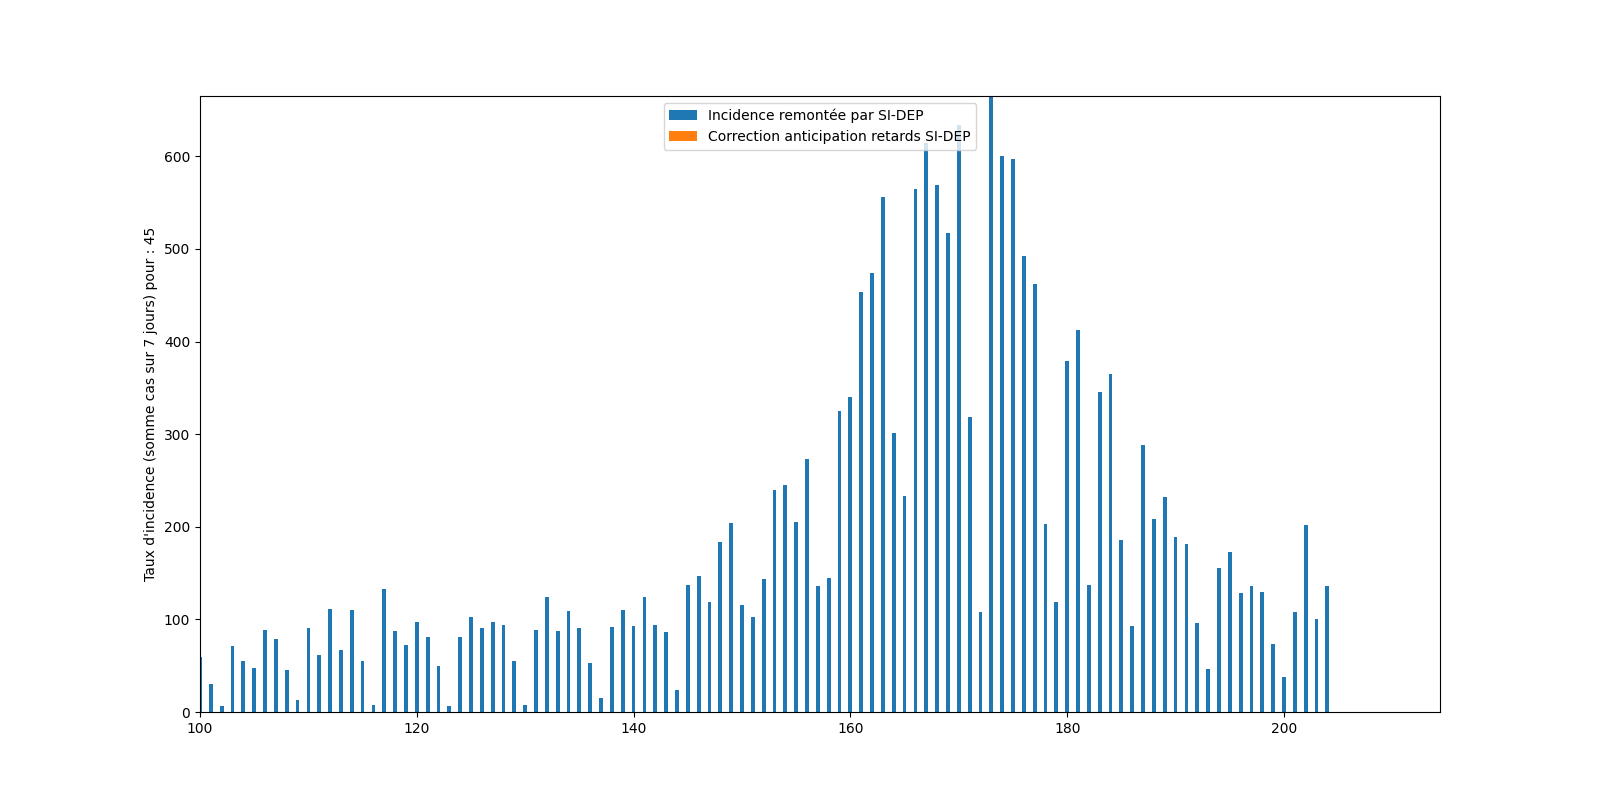 Incidence remontée par SI-DEP
Correction anticipation retards SI-DEP
Taux d'incidence (somme cas sur 7 jours) pour : 45
600
500
400
300
200
100
0
100 120 140 160 180 200